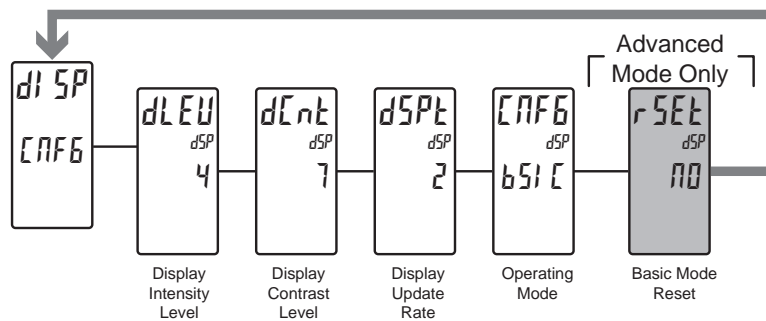 Advanced
Mode Only
dISP
CNFG
dLEV
dSP
4
dCnt
dSP
7
dSPt
dSP
2
CNFG
dSP
bSIC
rSEt
dSP
NO
Display
Intensity
Level
Display
Contrast
Level
Display
Update
Rate
Operating
Mode
Basic Mode
Reset